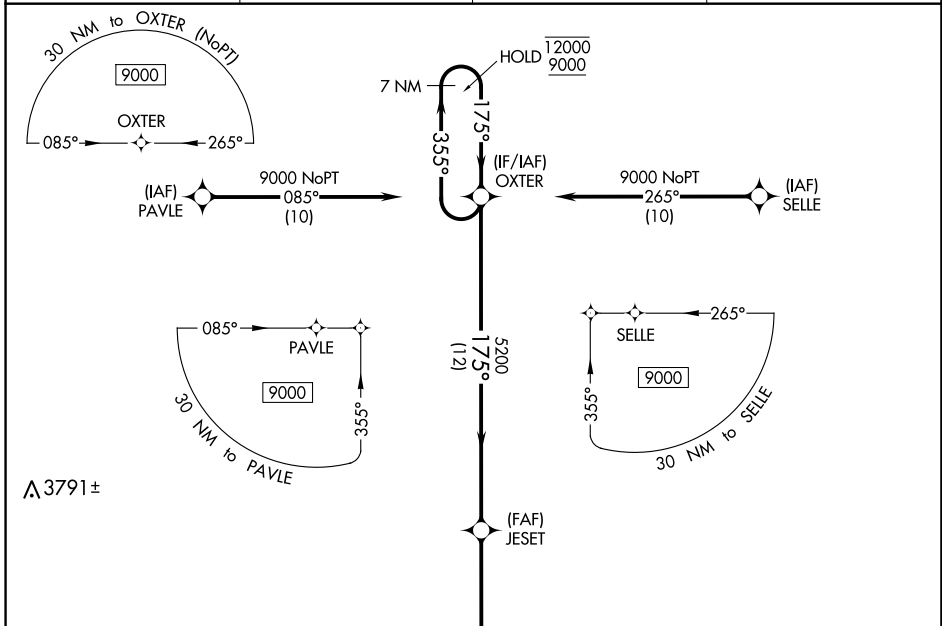 30 NM to OXTER (NoPT)
9000
OXTER
085°
265°
HOLD
12000
9000
7 NM
175°
355°
(IF/IAF)
OXTER
(IAF)
PAVLE
9000 NoPT
085°
(10)
9000 NoPT
265°
(10)
(IAF)
SELLE
085°
PAVLE
9000
355°
30 NM to PAVLE
5200
175°
(12)
265°
SELLE
9000
355°
30 NM to SELLE
3791±
(FAF)
JESET